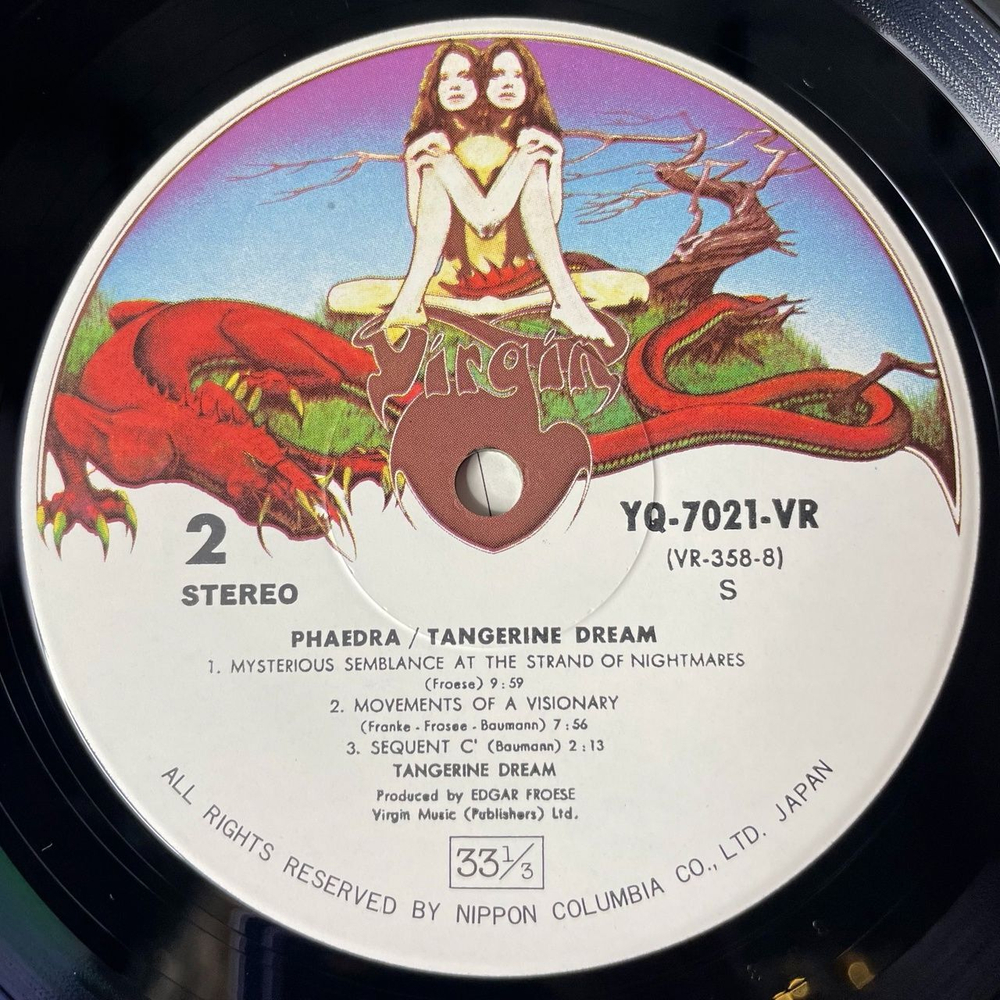 Virgin
2
STEREO
YQ-7021-VR
(VR-358-8)
S
PHAEDRA / TANGERINE DREAM
1. MYSTERIOUS SEMBLANCE AT THE STRAND OF NIGHTMARES
(Froese) 9:59
2. MOVEMENTS OF A VISIONARY
(Franke - Frosee - Baumann) 7:56
3. SEQUENT C' (Baumann) 2:13
TANGERINE DREAM
Produced by EDGAR FROESE
Virgin Music (Publishers) Ltd.
33⅓
ALL RIGHTS RESERVED BY NIPPON COLUMBIA CO., LTD. JAPAN